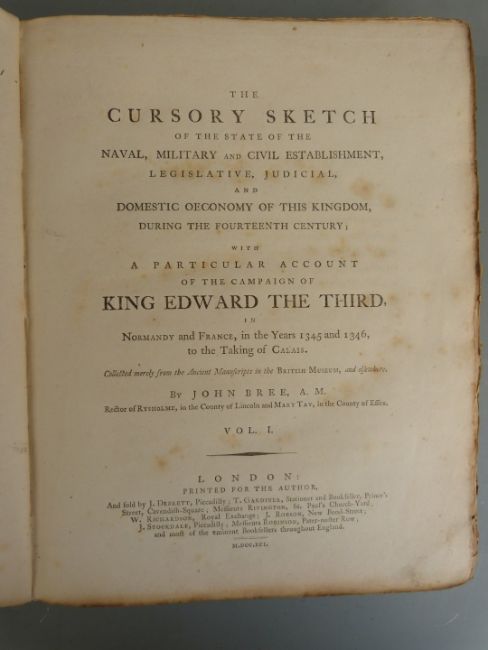 THE
CURSORY SKETCH
OF THE STATE OF THE
NAVAL, MILITARY AND CIVIL ESTABLISHMENT,
LEGISLATIVE, JUDICIAL,
AND
DOMESTIC OECONOMY OF THIS KINGDOM,
DURING THE FOURTEENTH CENTURY;
WITH
A PARTICULAR ACCOUNT
OF THE CAMPAIGN OF
KING EDWARD THE THIRD,
IN
NORMANDY and FRANCE, in the Years 1345 and 1346,
to the Taking of CALAIS.
Collected merely from the Ancient Manuscripts in the BRITISH MUSEUM, and elsewhere.
By JOHN BREE, A. M.
Rector of RYSHOLME, in the County of Lincoln and MARK TAY, in the County of Essex.
VOL. I.
LONDON:
PRINTED FOR THE AUTHOR,
And sold by J. DEBRETT, Piccadilly; T. GARDINER, Stationer and Bookseller, Prince's
Street, Cavendish-Square; Messieurs RIVINGTON, St. Paul's Church-Yard;
W. RICHARDSON, Royal Exchange; J. ROBSON, New Bond-Street;
J. STOCKDALE, Piccadilly; Messieurs ROBINSON, Pater-noster Row;
and most of the eminent Booksellers throughout England.
M.DCC.XCI.